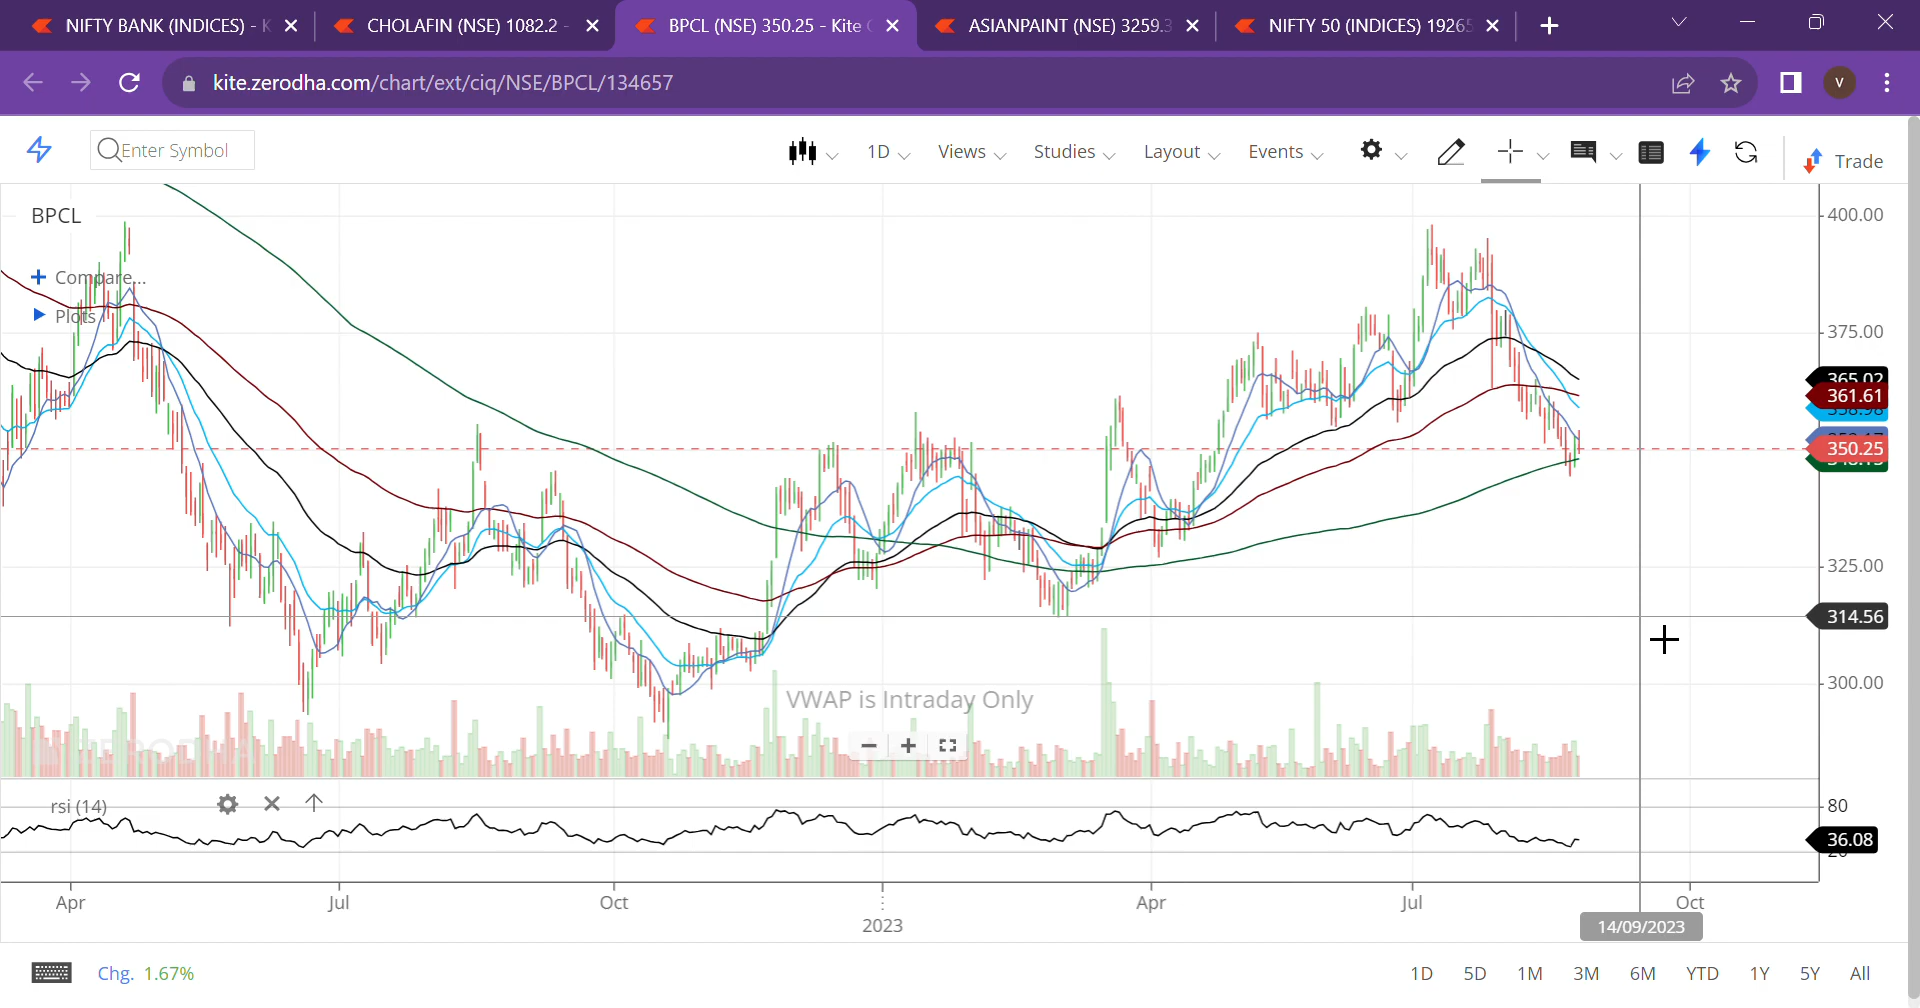 NIFTY BANK (INDICES) - K
CHOLAFIN (NSE) 1082.2 -
BPCL (NSE) 350.25 - Kite C
ASIANPAINT (NSE) 3259.3
NIFTY 50 (INDICES) 19265
kite.zerodha.com/chart/ext/ciq/NSE/BPCL/134657
V
Enter Symbol
1D
Views
Studies
Layout
Events
Trade
BPCL
Compare...
Plots
400.00
375.00
365.02
361.61
350.25
325.00
314.56
300.00
VWAP is Intraday Only
ZERODHA
rsi (14)
80
36.08
20
Apr
Jul
Oct
2023
Apr
Jul
Oct
14/09/2023
Chg. 1.67%
1D 5D 1M 3M 6M YTD 1Y 5Y All